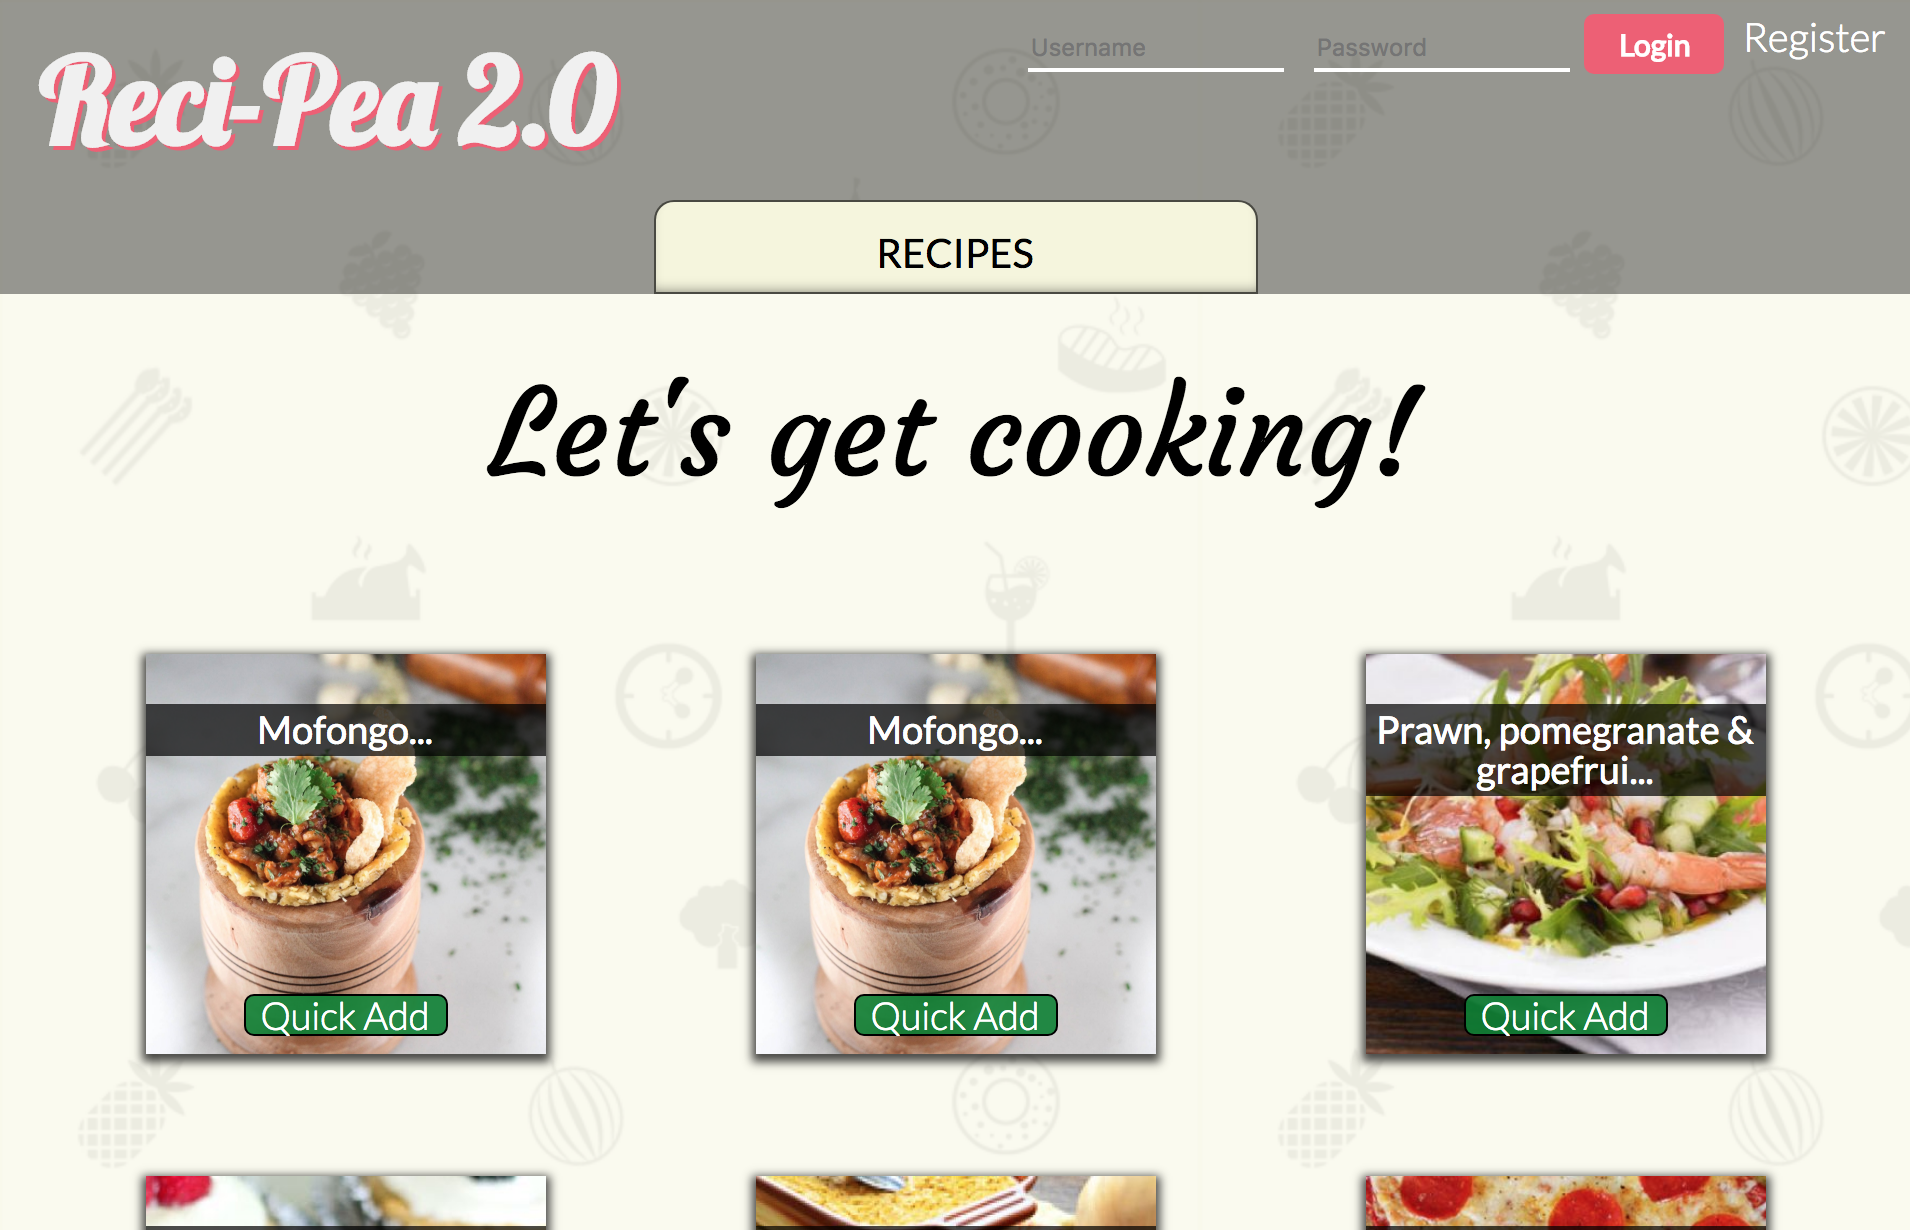 Reci-Pea 2.0
Username
Password
Login
Register
RECIPES
Let's get cooking!
Mofongo...
Quick Add
Mofongo...
Quick Add
Prawn, pomegranate &
grapefrui...
Quick Add